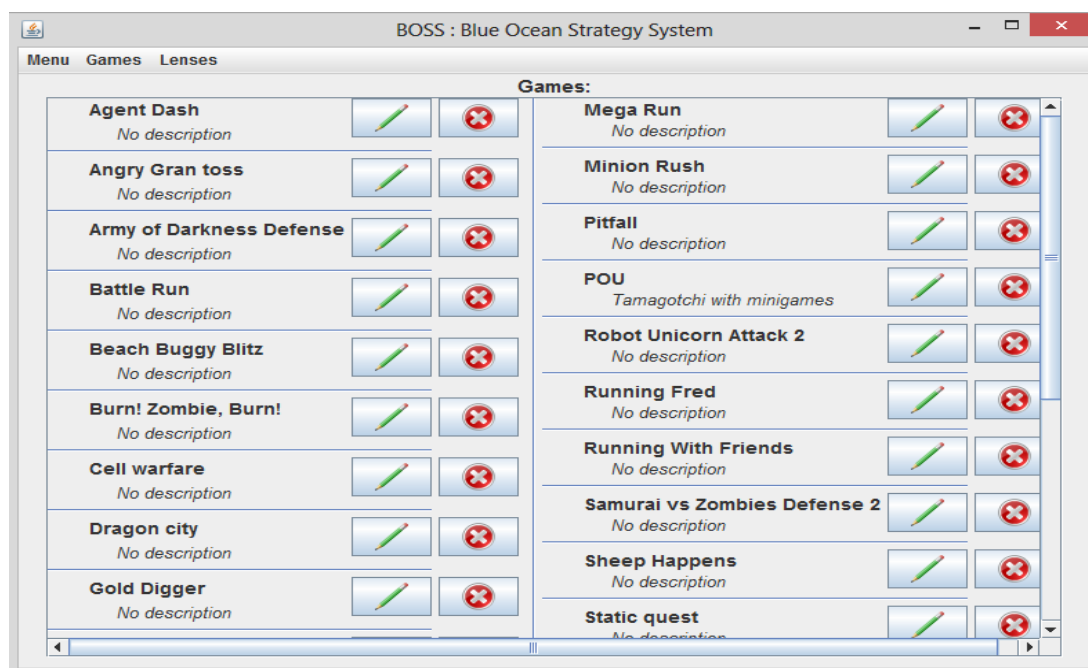 BOSS : Blue Ocean Strategy System
Menu Games Lenses
Games:
Agent Dash
No description
Angry Gran toss
No description
Army of Darkness Defense
No description
Battle Run
No description
Beach Buggy Blitz
No description
Burn! Zombie, Burn!
No description
Cell warfare
No description
Dragon city
No description
Gold Digger
No description
Mega Run
No description
Minion Rush
No description
Pitfall
No description
POU
Tamagotchi with minigames
Robot Unicorn Attack 2
No description
Running Fred
No description
Running With Friends
No description
Samurai vs Zombies Defense 2
No description
Sheep Happens
No description
Static quest
No description